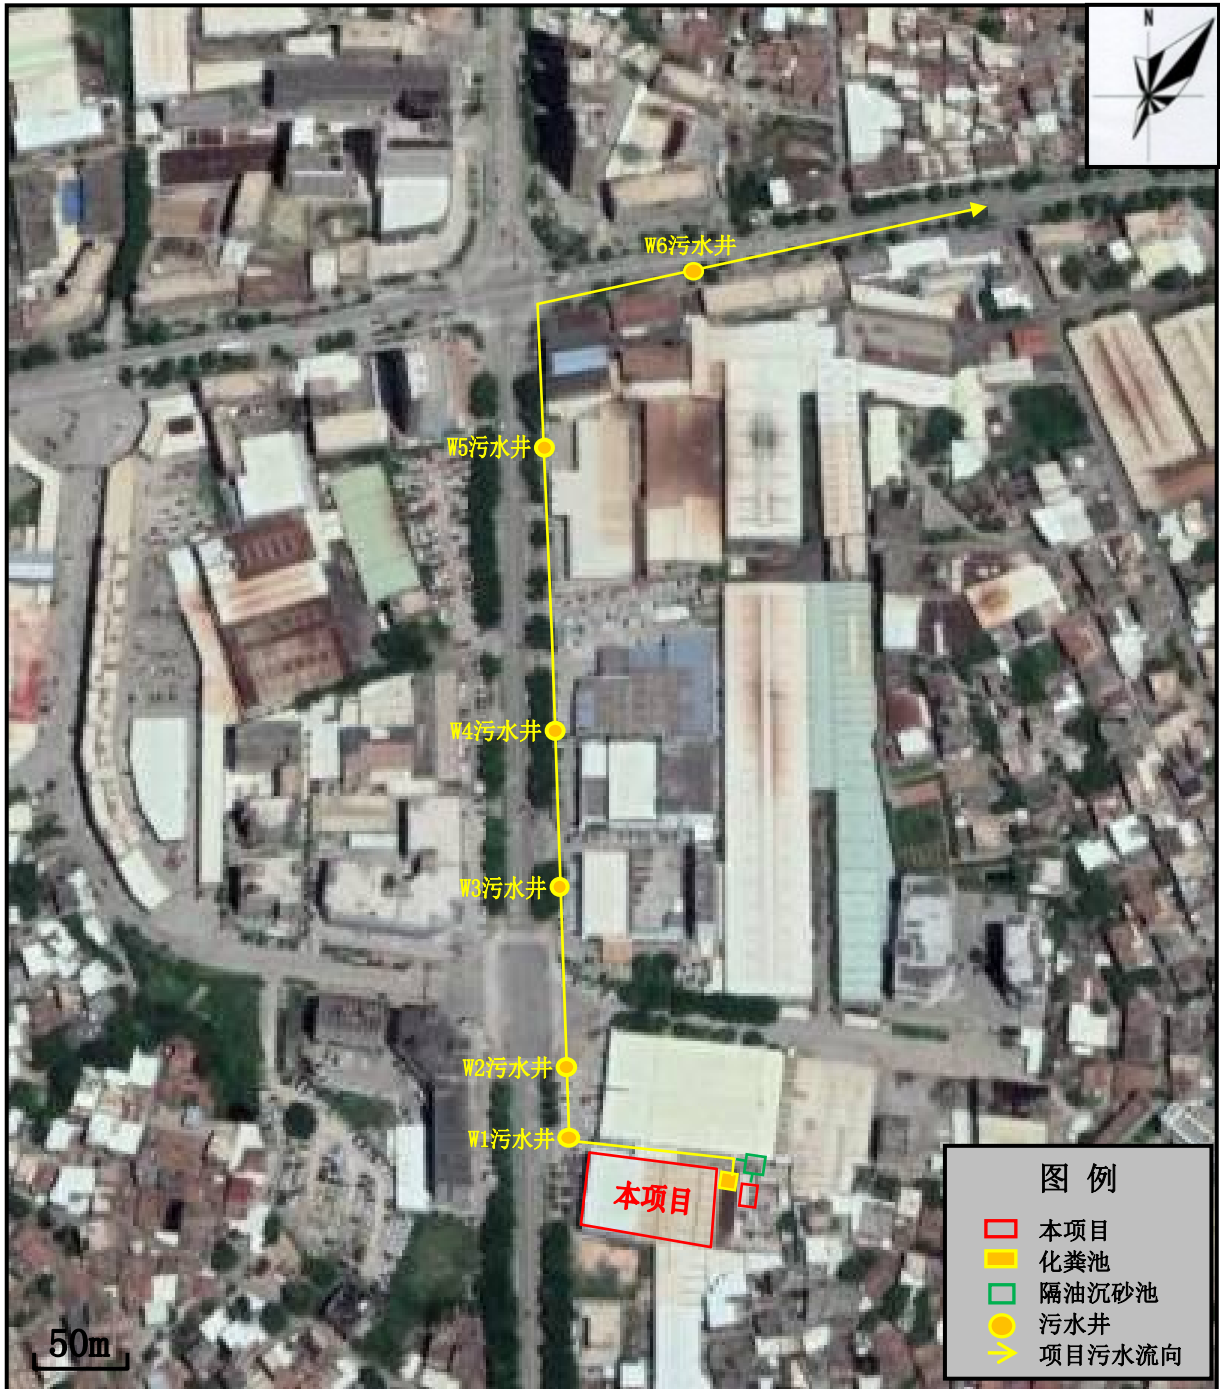 N
W6污水井
W5污水井
W4污水井
W3污水井
W2污水井
W1污水井
本项目
50m
图 例
本项目
化粪池
隔油沉砂池
污水井
项目污水流向